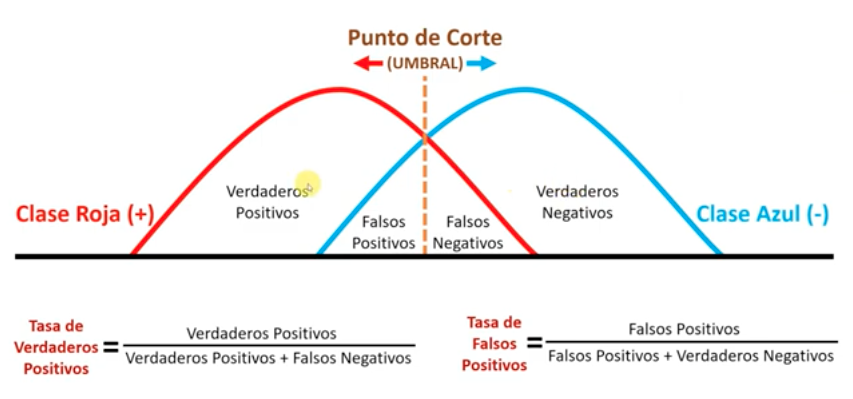 Punto de Corte
(UMBRAL)
Verdaderos
Positivos
Verdaderos
Negativos
Clase Roja (+)
Falsos
Positivos
Falsos
Negativos
Clase Azul (-)
Tasa de
Verdaderos
Positivos
=
Verdaderos Positivos
Verdaderos Positivos + Falsos Negativos
Tasa de
Falsos
Positivos
=
Falsos Positivos
Falsos Positivos + Verdaderos Negativos